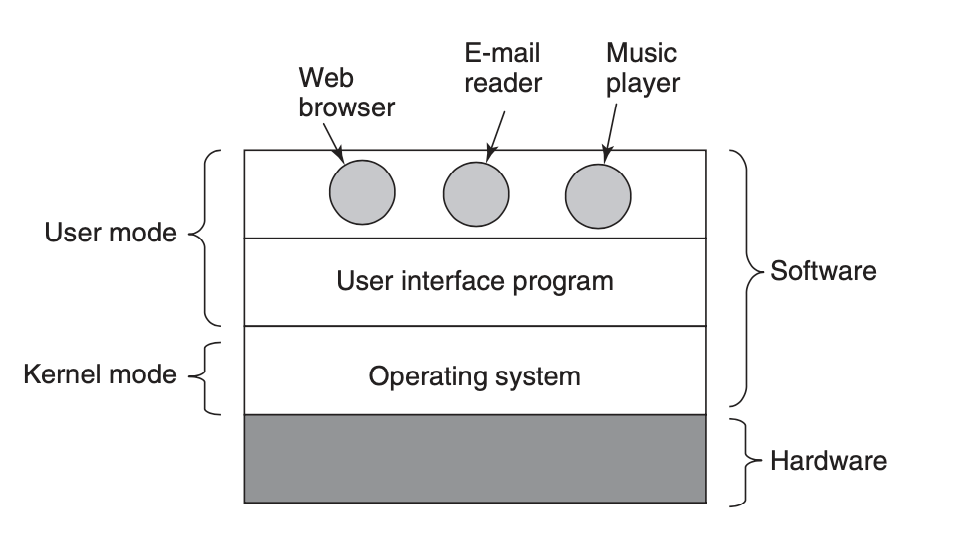 Web
browser
E-mail
reader
Music
player
User mode
User interface program
Software
Kernel mode
Operating system
Hardware